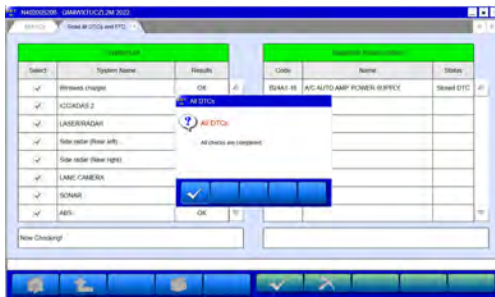 Read all DTCs and FFD
Select
System Name
Results
Code
Name
Status
Wireless charger
OK
B24A1-16
A/C AUTO AMP POWER SUPPLY
Stored DTC
ICC/ADAS 2
LASER/RADAR
Side radar (Rear left)
Side radar (Rear right)
LANE CAMERA
SONAR
ABS
OK
All DTCs
All DTCs
All checks are completed.
Now Checking!